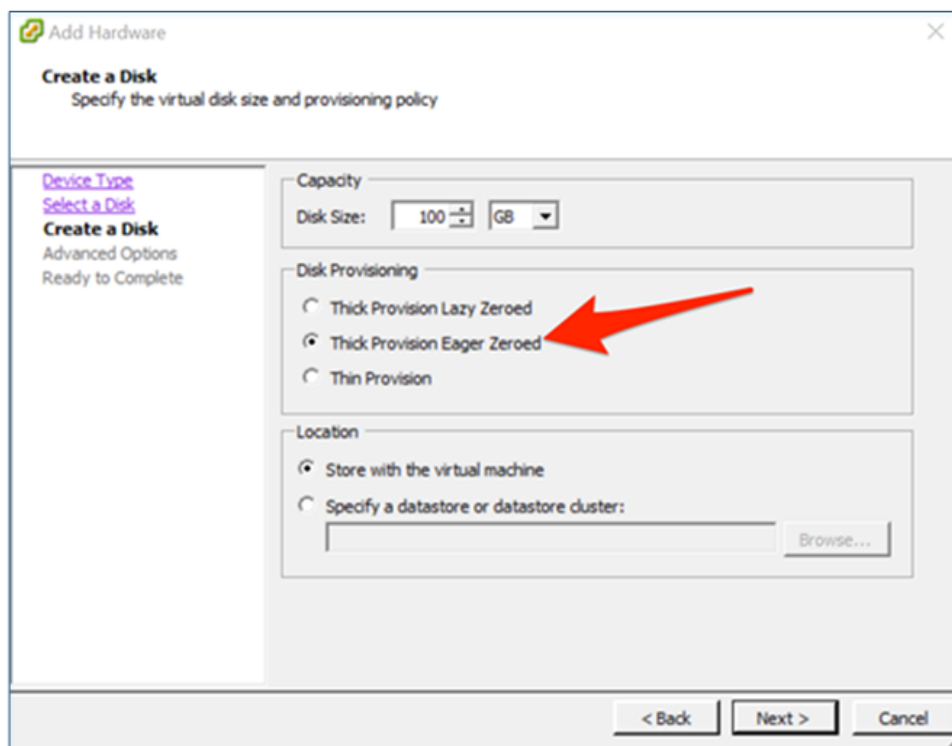 Add Hardware
Create a Disk
Specify the virtual disk size and provisioning policy
Device Type
Select a Disk
Create a Disk
Advanced Options
Ready to Complete
Capacity
Disk Size: 100 GB
Disk Provisioning
Thick Provision Lazy Zeroed
Thick Provision Eager Zeroed
Thin Provision
Location
Store with the virtual machine
Specify a datastore or datastore cluster:
Browse...
< Back Next > Cancel